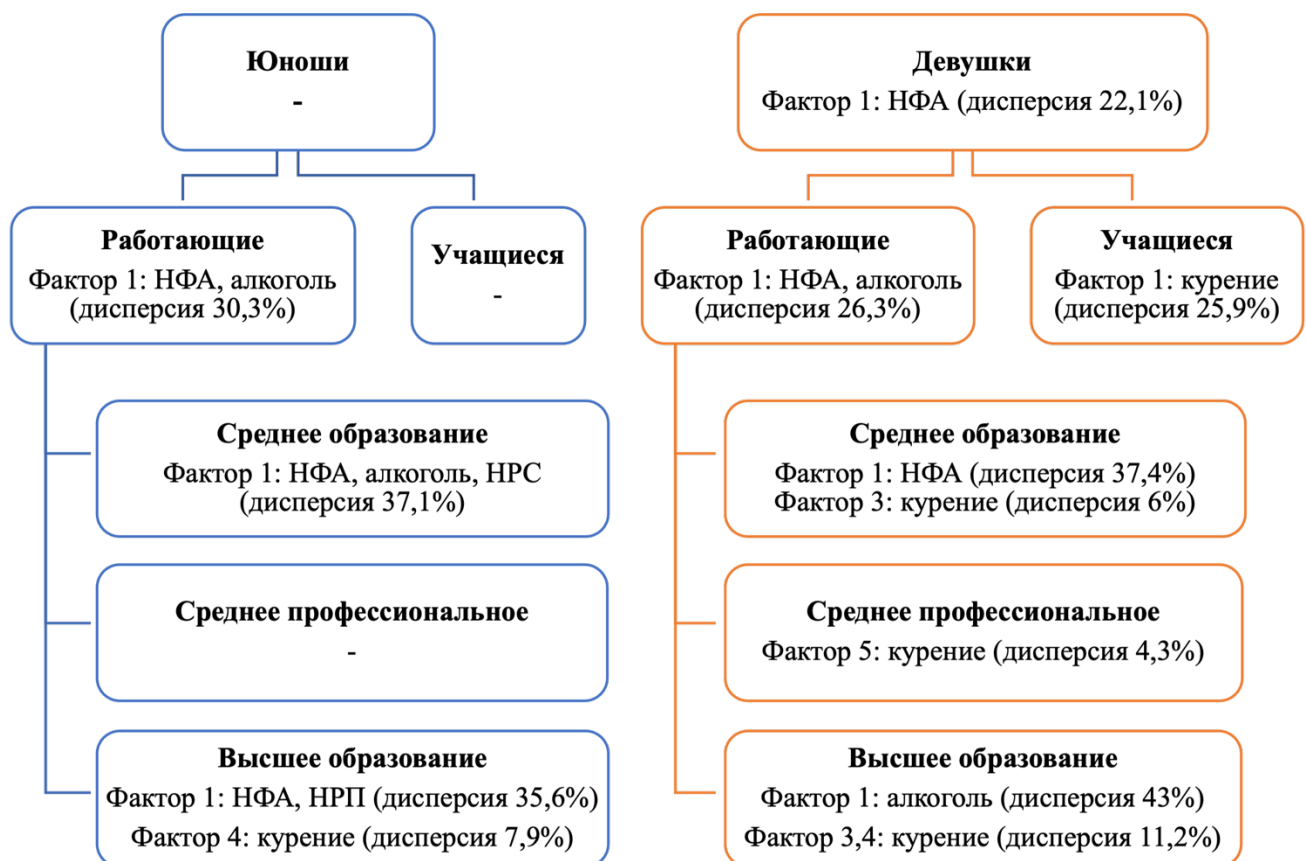 Юноши
-
Девушки
Фактор 1: НФА (дисперсия 22,1%)
Работающие
Фактор 1: НФА, алкоголь
(дисперсия 30,3%)
Учащиеся
-
Работающие
Фактор 1: НФА, алкоголь
(дисперсия 26,3%)
Учащиеся
Фактор 1: курение
(дисперсия 25,9%)
Среднее образование
Фактор 1: НФА, алкоголь, НРС
(дисперсия 37,1%)
Среднее образование
Фактор 1: НФА (дисперсия 37,4%)
Фактор 3: курение (дисперсия 6%)
Среднее профессиональное
-
Среднее профессиональное
Фактор 5: курение (дисперсия 4,3%)
Высшее образование
Фактор 1: НФА, НРП (дисперсия 35,6%)
Фактор 4: курение (дисперсия 7,9%)
Высшее образование
Фактор 1: алкоголь (дисперсия 43%)
Фактор 3,4: курение (дисперсия 11,2%)